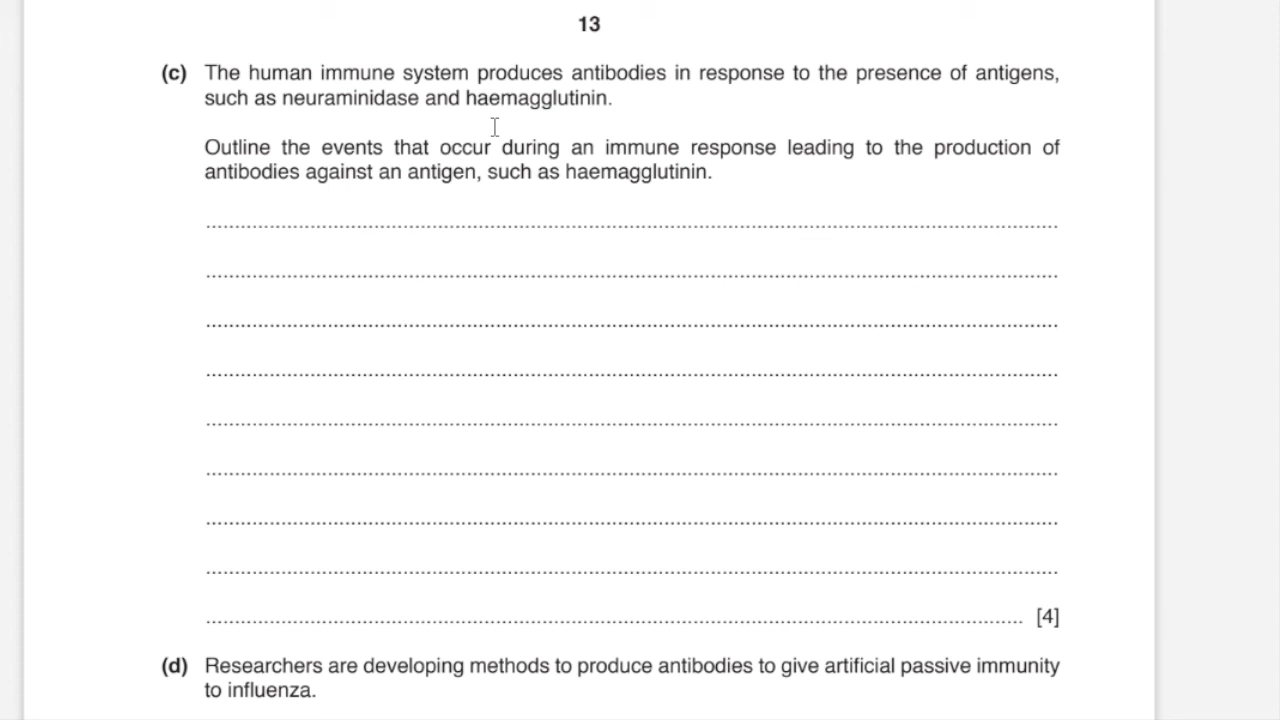 13
(c) The human immune system produces antibodies in response to the presence of antigens,
such as neuraminidase and haemagglutinin.
Outline the events that occur during an immune response leading to the production of
antibodies against an antigen, such as haemagglutinin.
[4]
(d) Researchers are developing methods to produce antibodies to give artificial passive immunity
to influenza.